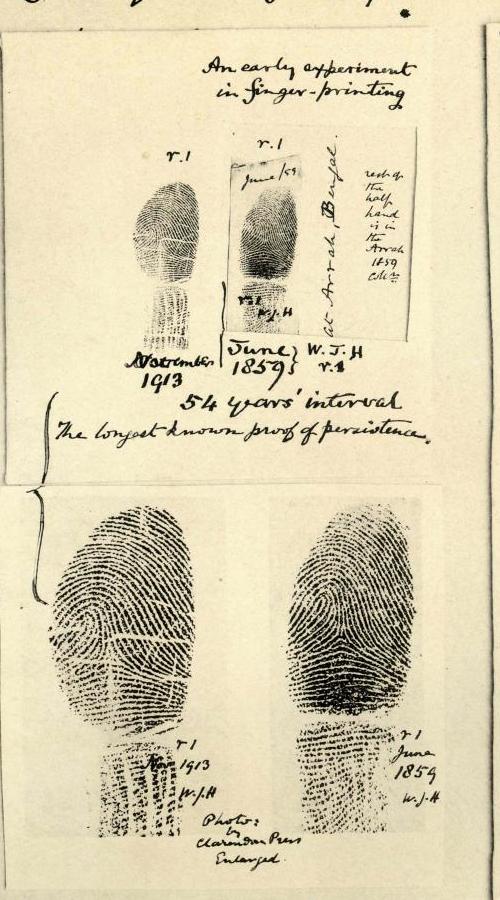 An early experiment
in finger-printing
r.1
r.1
June/59
at Arrah, Bengal.
rest of
the
half
hand
is in
the
Arrah
1859
r.1
W.J.H
November
1913
June
1859
W.J.H
r.1
54 years' interval
The longest known proof of persistence.
r 1
Nov 1913
W.J.H
r 1
June
1859
W.J.H
Photo:
by
Clarendon Press
Enlarged.